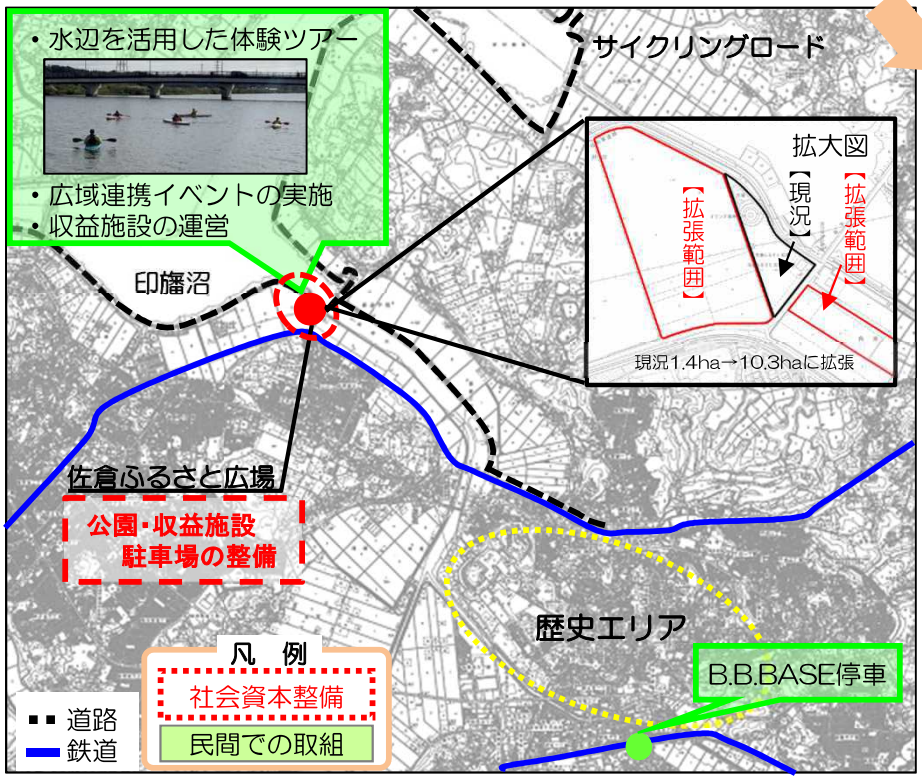 ・水辺を活用した体験ツアー
・広域連携イベントの実施
・収益施設の運営
サイクリングロード
拡大図
【拡張範囲】
【現況】
【拡張範囲】
現況1.4ha→10.3haに拡張
印旛沼
佐倉ふるさと広場
公園・収益施設
駐車場の整備
歴史エリア
B.B.BASE停車
凡 例
社会資本整備
民間での取組
道路
鉄道